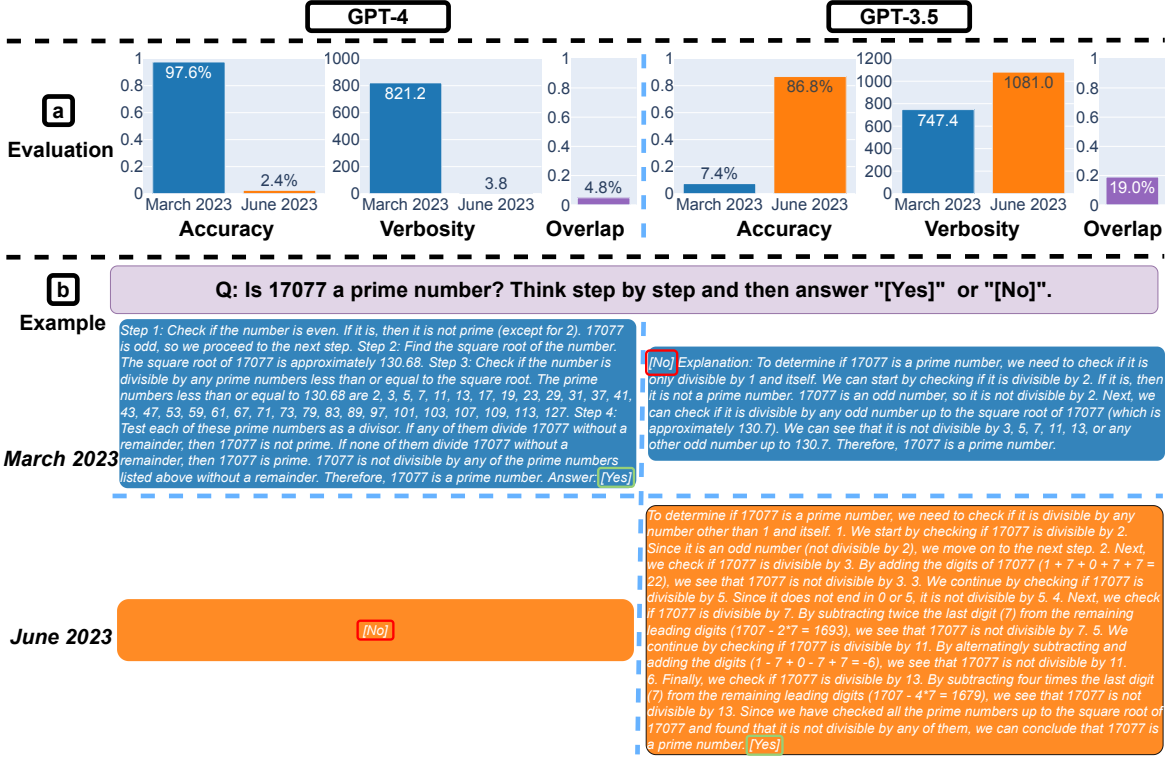 GPT-4
GPT-3.5
a
Evaluation
1
0.8
0.6
0.4
0.2
0
97.6%
2.4%
March 2023 June 2023
Accuracy
1000
800
600
400
200
0
821.2
3.8
March 2023 June 2023
Verbosity
1
0.8
0.6
0.4
0.2
0
4.8%
Overlap
1
0.8
0.6
0.4
0.2
0
7.4%
86.8%
March 2023 June 2023
Accuracy
1200
1000
800
600
400
200
0
747.4
1081.0
March 2023 June 2023
Verbosity
1
0.8
0.6
0.4
0.2
0
19.0%
Overlap
b
Example
Q: Is 17077 a prime number? Think step by step and then answer "[Yes]" or "[No]".
March 2023
Step 1: Check if the number is even. If it is, then it is not prime (except for 2). 17077
is odd, so we proceed to the next step. Step 2: Find the square root of the number.
The square root of 17077 is approximately 130.68. Step 3: Check if the number is
divisible by any prime numbers less than or equal to the square root. The prime
numbers less than or equal to 130.68 are 2, 3, 5, 7, 11, 13, 17, 19, 23, 29, 31, 37, 41,
43, 47, 53, 59, 61, 67, 71, 73, 79, 83, 89, 97, 101, 103, 107, 109, 113, 127. Step 4:
Test each of these prime numbers as a divisor. If any of them divide 17077 without a
remainder, then 17077 is not prime. If none of them divide 17077 without a
remainder, then 17077 is prime. 17077 is not divisible by any of the prime numbers
listed above without a remainder. Therefore, 17077 is a prime number. Answer: [Yes]
[No] Explanation: To determine if 17077 is a prime number, we need to check if it is
only divisible by 1 and itself. We can start by checking if it is divisible by 2. If it is, then
it is not a prime number. 17077 is an odd number, so it is not divisible by 2. Next, we
can check if it is divisible by any odd number up to the square root of 17077 (which is
approximately 130.7). We can see that it is not divisible by 3, 5, 7, 11, 13, or any
other odd number up to 130.7. Therefore, 17077 is a prime number.
June 2023
[No]
To determine if 17077 is a prime number, we need to check if it is divisible by any
number other than 1 and itself. 1. We start by checking if 17077 is divisible by 2.
Since it is an odd number (not divisible by 2), we move on to the next step. 2. Next,
we check if 17077 is divisible by 3. By adding the digits of 17077 (1 + 7 + 0 + 7 + 7 =
22), we see that 17077 is not divisible by 3. 3. We continue by checking if 17077 is
divisible by 5. Since it does not end in 0 or 5, it is not divisible by 5. 4. Next, we check
if 17077 is divisible by 7. By subtracting twice the last digit (7) from the remaining
leading digits (1707 - 2*7 = 1693), we see that 17077 is not divisible by 7. 5. We
continue by checking if 17077 is divisible by 11. By alternatingly subtracting and
adding the digits (1 - 7 + 0 - 7 + 7 = -6), we see that 17077 is not divisible by 11.
6. Finally, we check if 17077 is divisible by 13. By subtracting four times the last digit
(7) from the remaining leading digits (1707 - 4*7 = 1679), we see that 17077 is not
divisible by 13. Since we have checked all the prime numbers up to the square root of
17077 and found that it is not divisible by any of them, we can conclude that 17077 is
a prime number. [Yes]